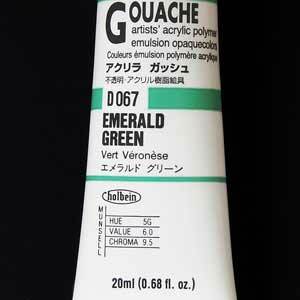 GOUACHE
artists' acrylic polymer
emulsion opaquecolors
Couleurs émulsion polymère acrylique
アクリラ ガッシュ
不透明・アクリル樹脂絵具
D067
EMERALD
GREEN
Vert Véronèse
エメラルド グリーン
holbein
MUNSELL
HUE 5G
VALUE 6.0
CHROMA 9.5
20ml (0.68 fl. oz.)